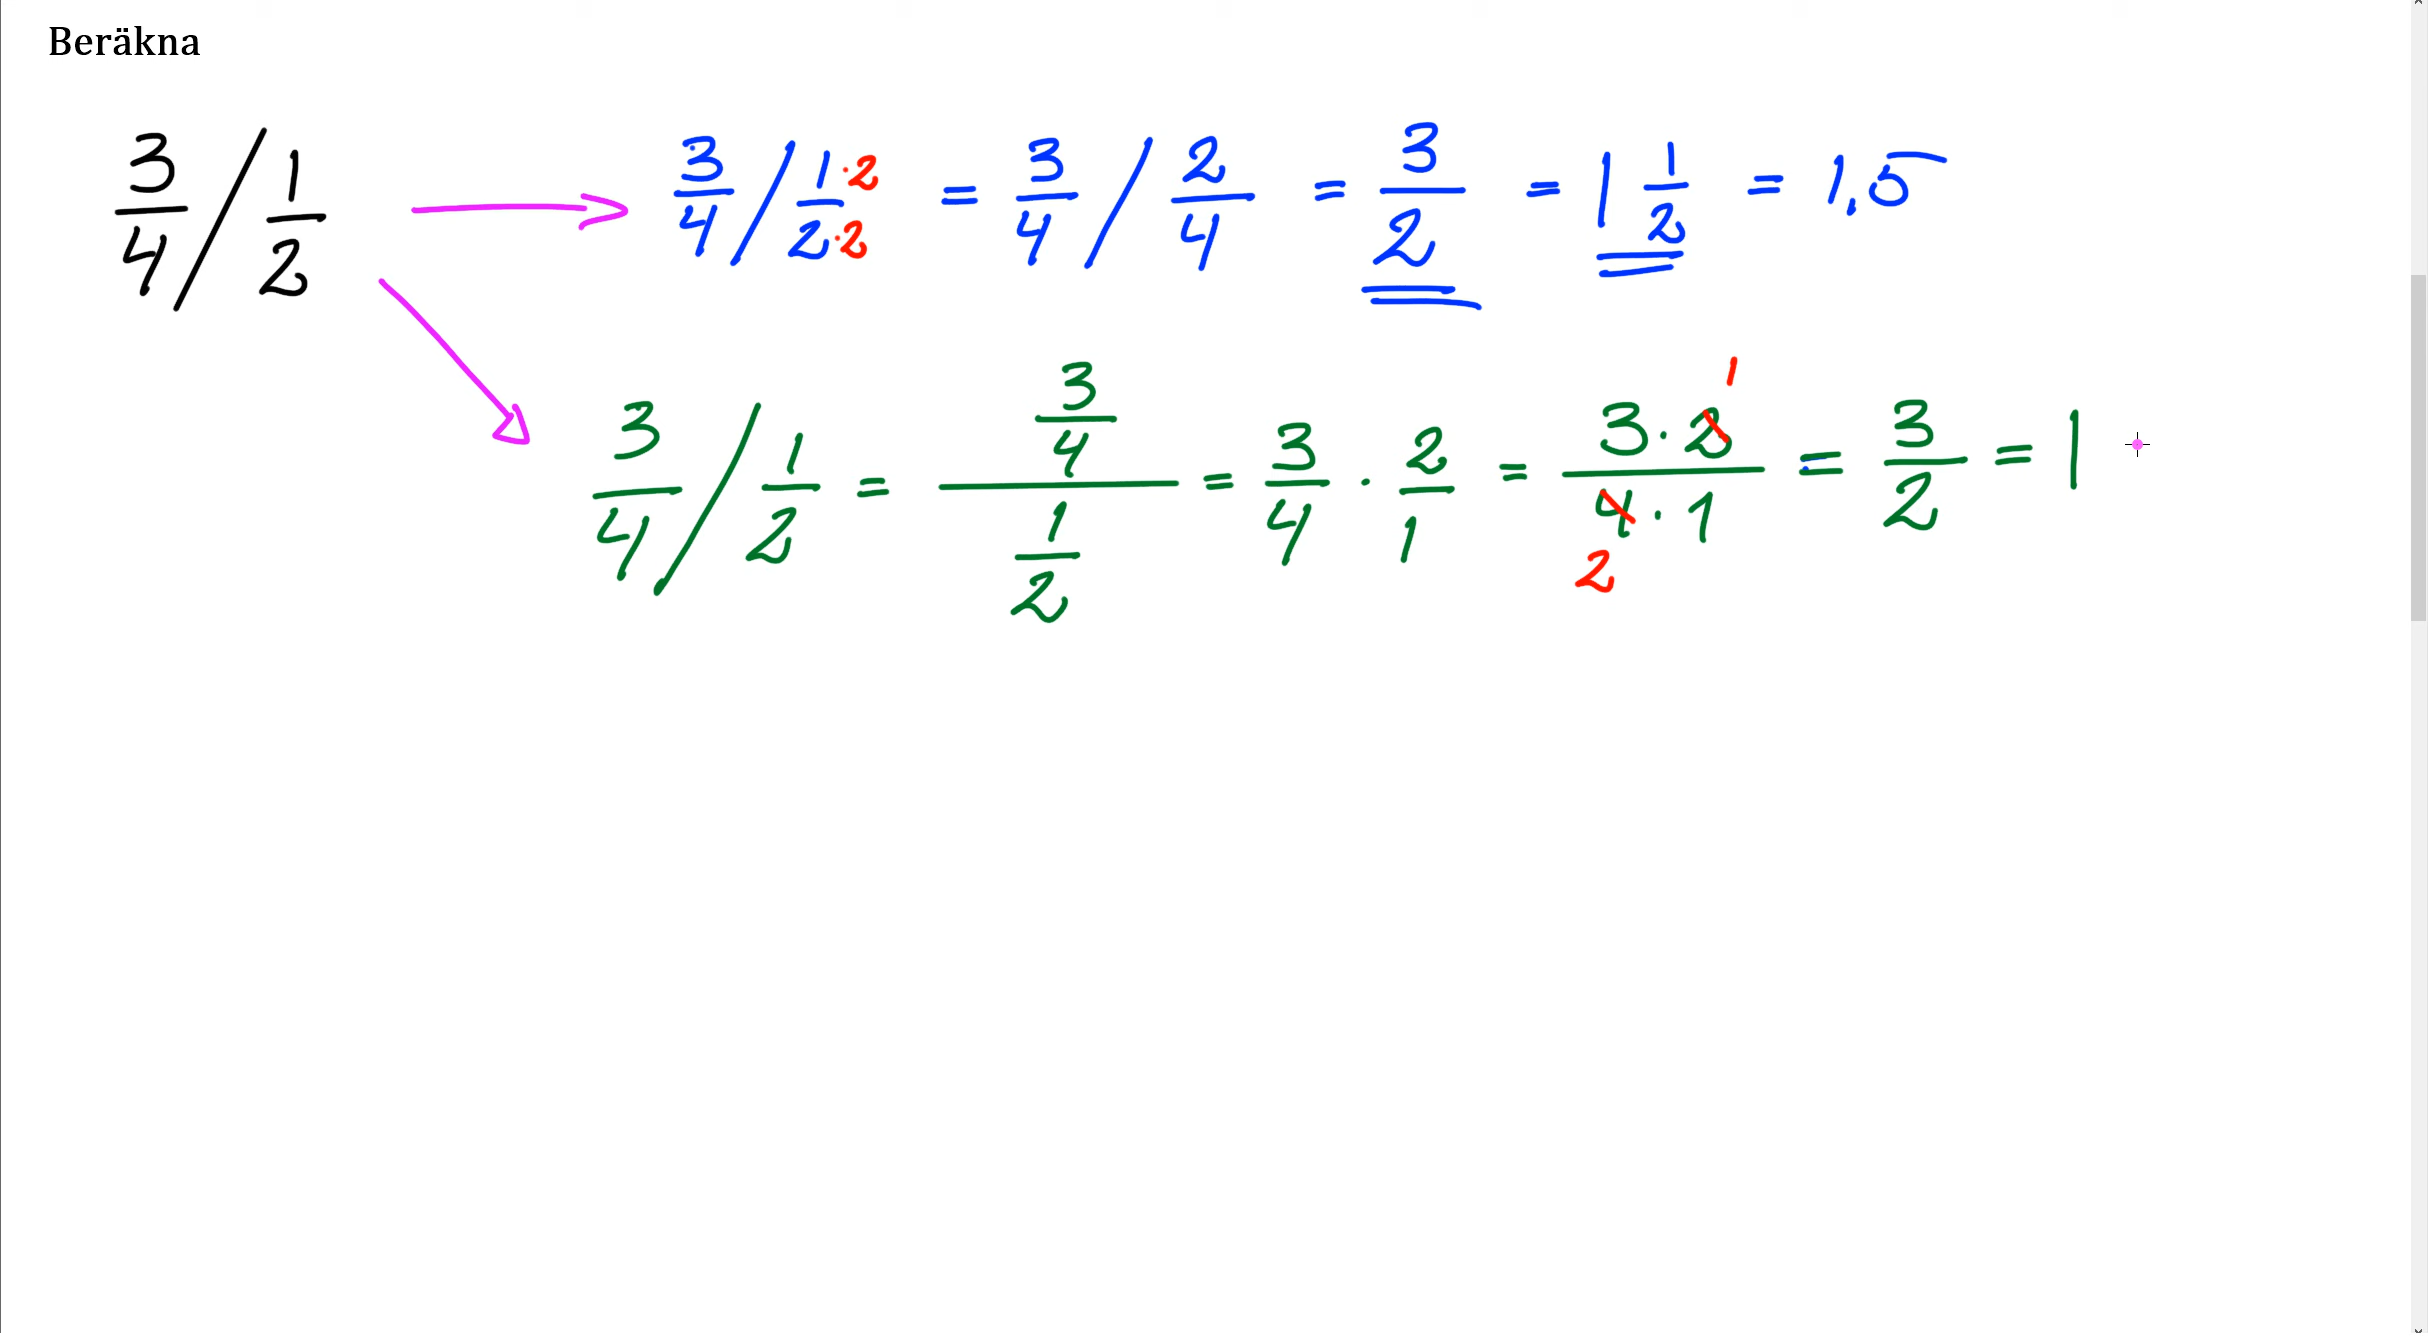 Beräkna
3/4 / 1/2
3/4 / 1·2/2·2 = 3/4 / 2/4 = 3/2 = 1 1/2 = 1,5
3/4 / 1/2 = (3/4)/(1/2) = 3/4 · 2/1 = 3·2/4·1 = 3/2 = 1
1
2